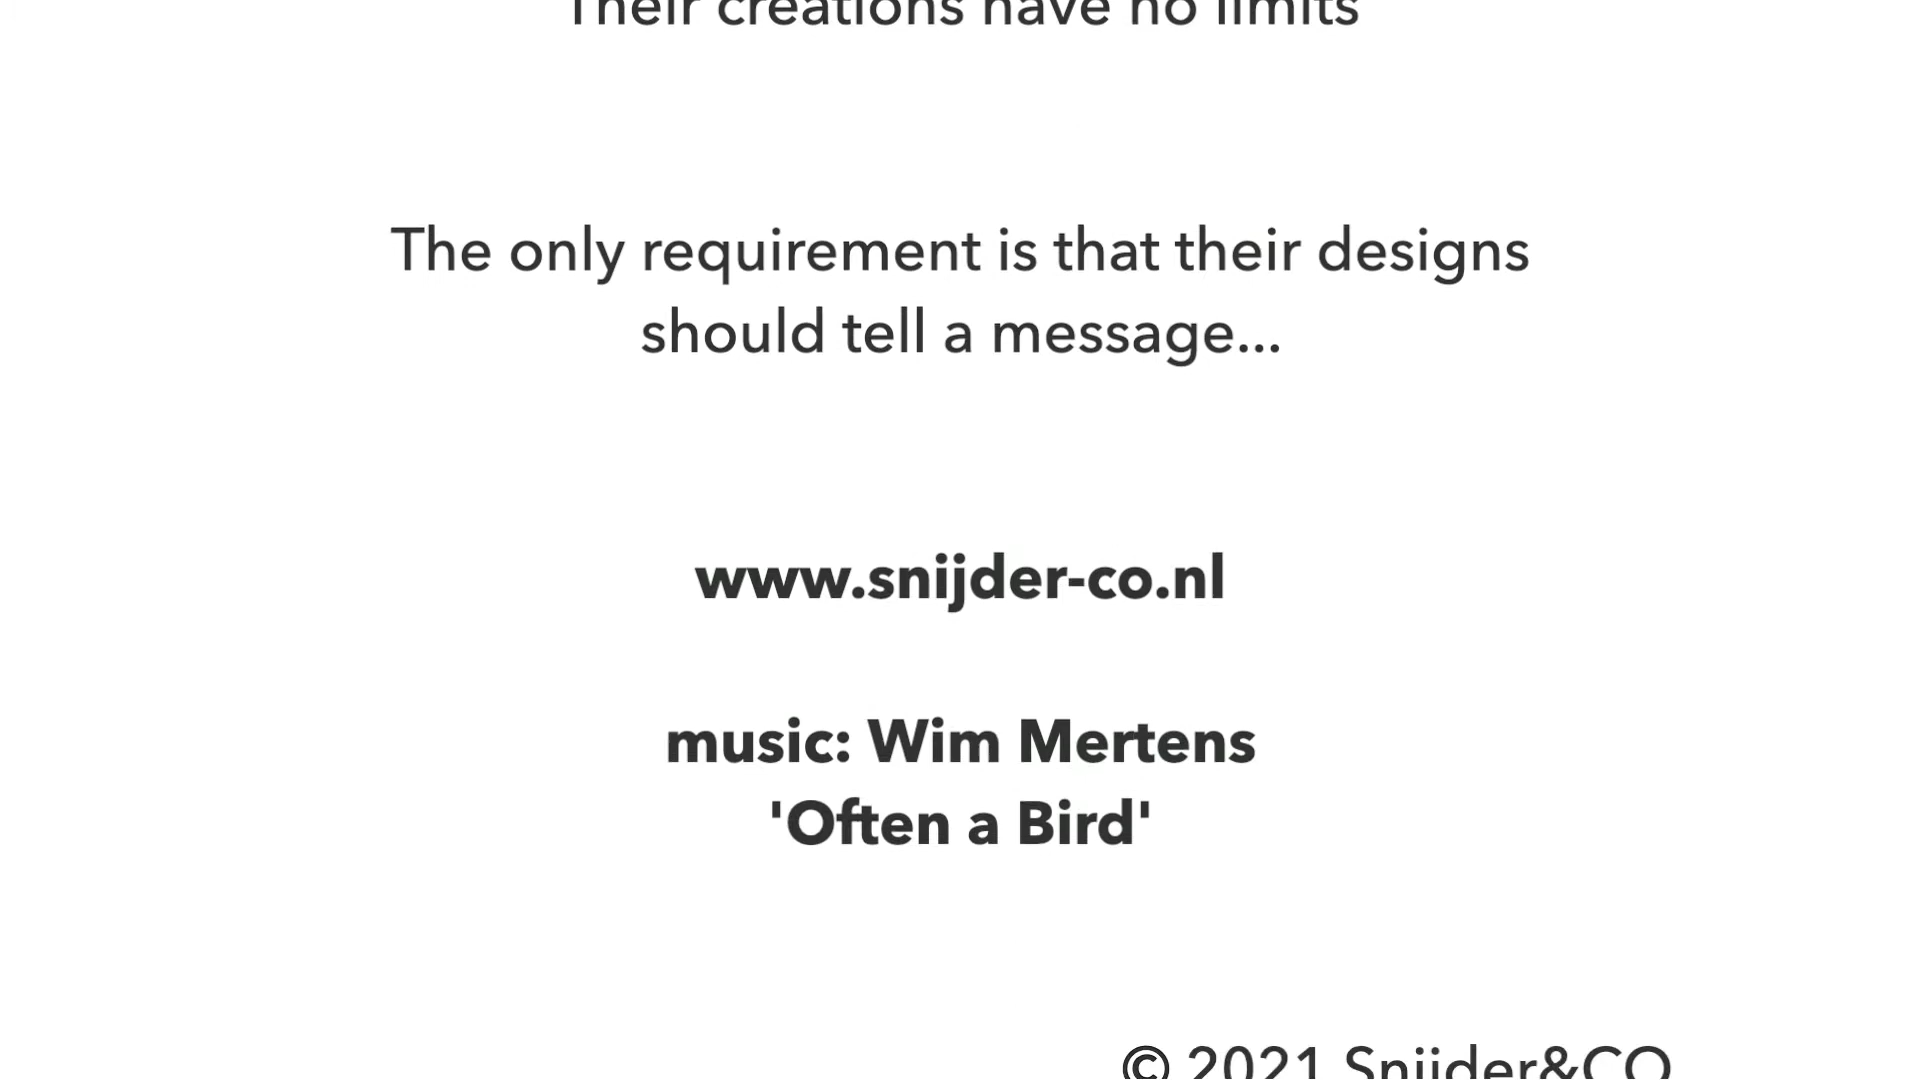 Their creations have no limits
The only requirement is that their designs
should tell a message...
www.snijder-co.nl
music: Wim Mertens
'Often a Bird'
© 2021 Snijder&CO